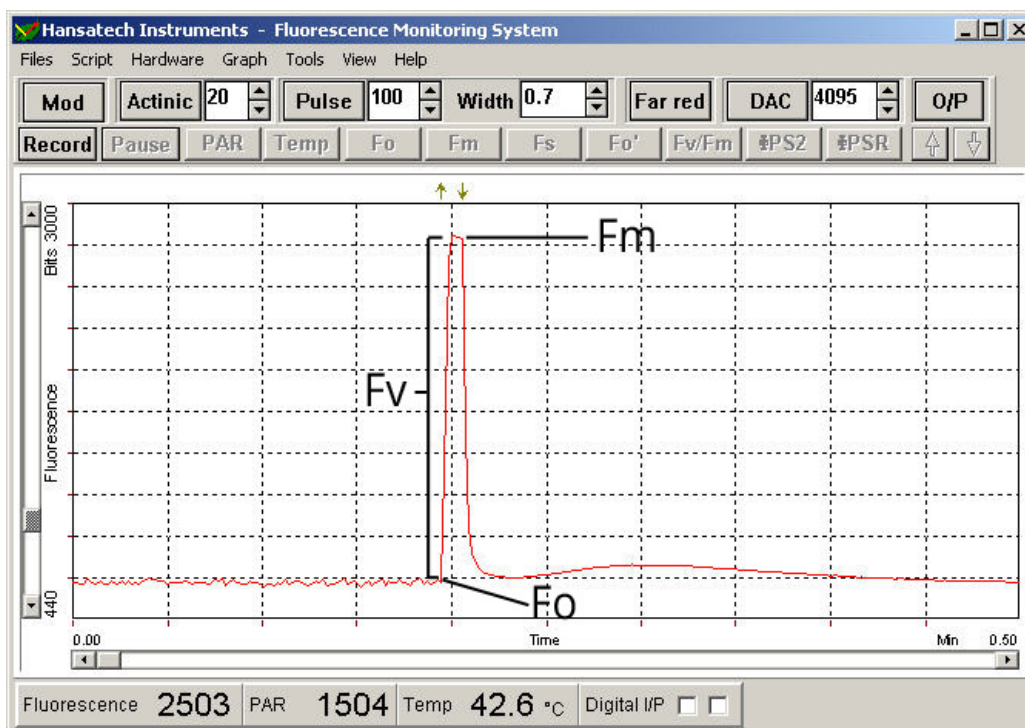 Hansatech Instruments - Fluorescence Monitoring System
Files Script Hardware Graph Tools View Help
Mod Actinic 20 Pulse 100 Width 0.7 Far red DAC 4095 O/P
Record Pause PAR Temp Fo Fm Fs Fo' Fv/Fm ΦPS2 ΦPSR
Bits 3000
Fluorescence
440
Fm
Fv
Fo
0.00 Time Min 0.50
Fluorescence 2503 PAR 1504 Temp 42.6 °C Digital I/P